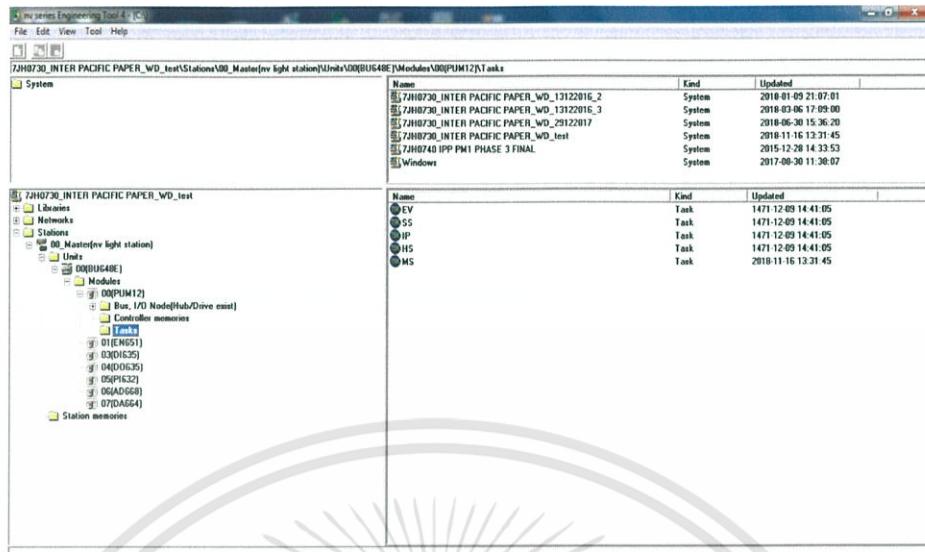 nv series Engineering Tool 4 - [C:\]
File Edit View Tool Help
7JH0730_INTER PACIFIC PAPER_WD_test\Stations\00_Master(nv light station)\Units\00(BU648E)\Modules\00(PUM12)\Tasks
System
Name Kind Updated
7JH0730_INTER PACIFIC PAPER_WD_13122016_2 System 2018-01-09 21:07:01
7JH0730_INTER PACIFIC PAPER_WD_13122016_3 System 2018-03-06 17:09:00
7JH0730_INTER PACIFIC PAPER_WD_29122017 System 2018-06-30 15:36:20
7JH0730_INTER PACIFIC PAPER_WD_test System 2018-11-16 13:31:45
7JH0740 IPP PM1 PHASE 3 FINAL System 2015-12-28 14:33:53
Windows System 2017-08-30 11:38:07
7JH0730_INTER PACIFIC PAPER_WD_test
Libraries
Networks
Stations
00_Master(nv light station)
Units
00(BU648E)
Modules
00(PUM12)
Bus, I/O Node(Hub/Drive exist)
Controller memories
Tasks
01(EN651)
03(DI635)
04(DO635)
05(PI632)
06(AD668)
07(DA664)
Station memories
Name Kind Updated
EV Task 1471-12-09 14:41:05
SS Task 1471-12-09 14:41:05
IP Task 1471-12-09 14:41:05
HS Task 1471-12-09 14:41:05
MS Task 2018-11-16 13:31:45